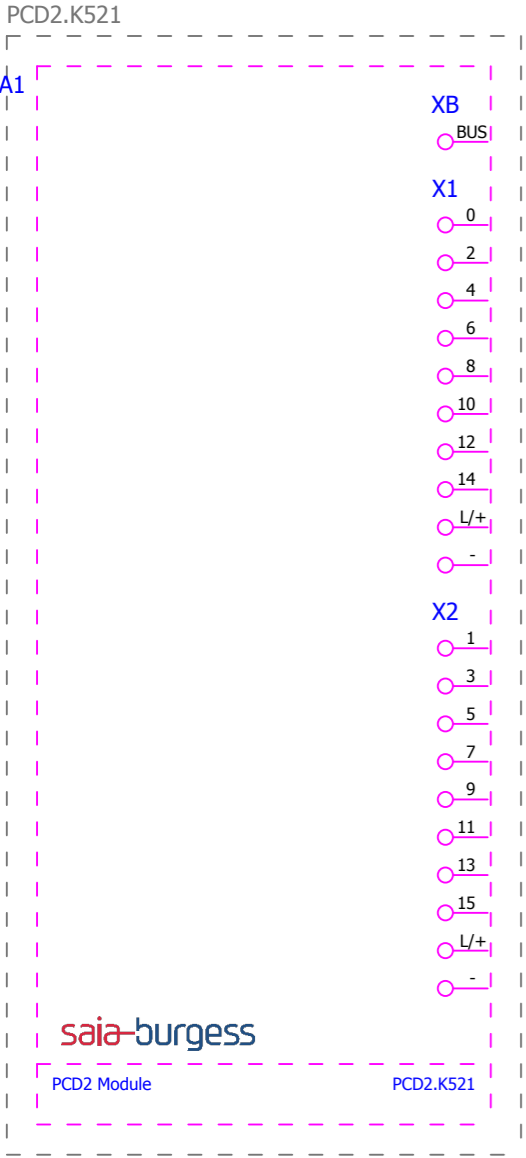 PCD2.K521
A1
XB
BUS
X1
0
2
4
6
8
10
12
14
L/+
-
X2
1
3
5
7
9
11
13
15
L/+
-
saia-burgess
PCD2 Module PCD2.K521